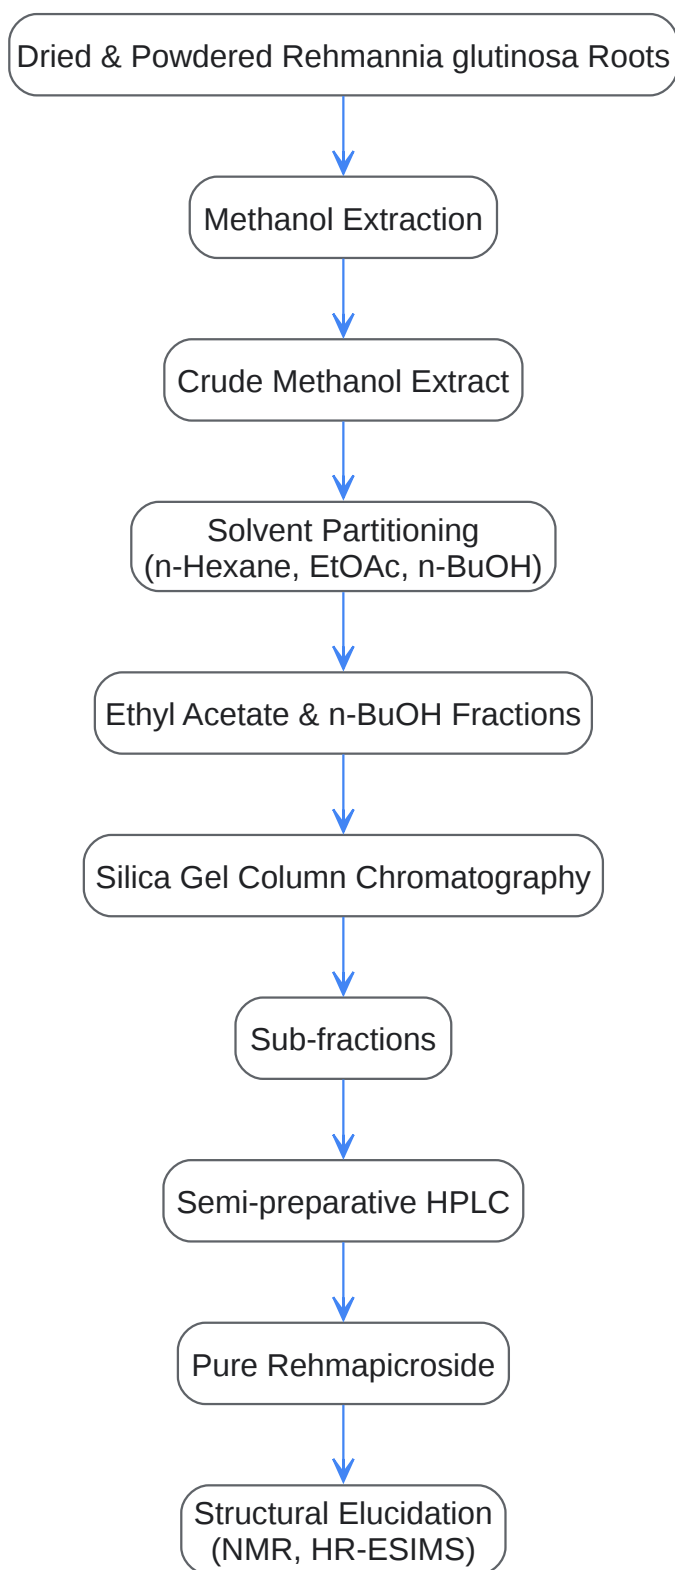 Dried & Powdered Rehmannia glutinosa Roots
Methanol Extraction
Crude Methanol Extract
Solvent Partitioning
(n-Hexane, EtOAc, n-BuOH)
Ethyl Acetate & n-BuOH Fractions
Silica Gel Column Chromatography
Sub-fractions
Semi-preparative HPLC
Pure Rehmapicroside
Structural Elucidation
(NMR, HR-ESIMS)